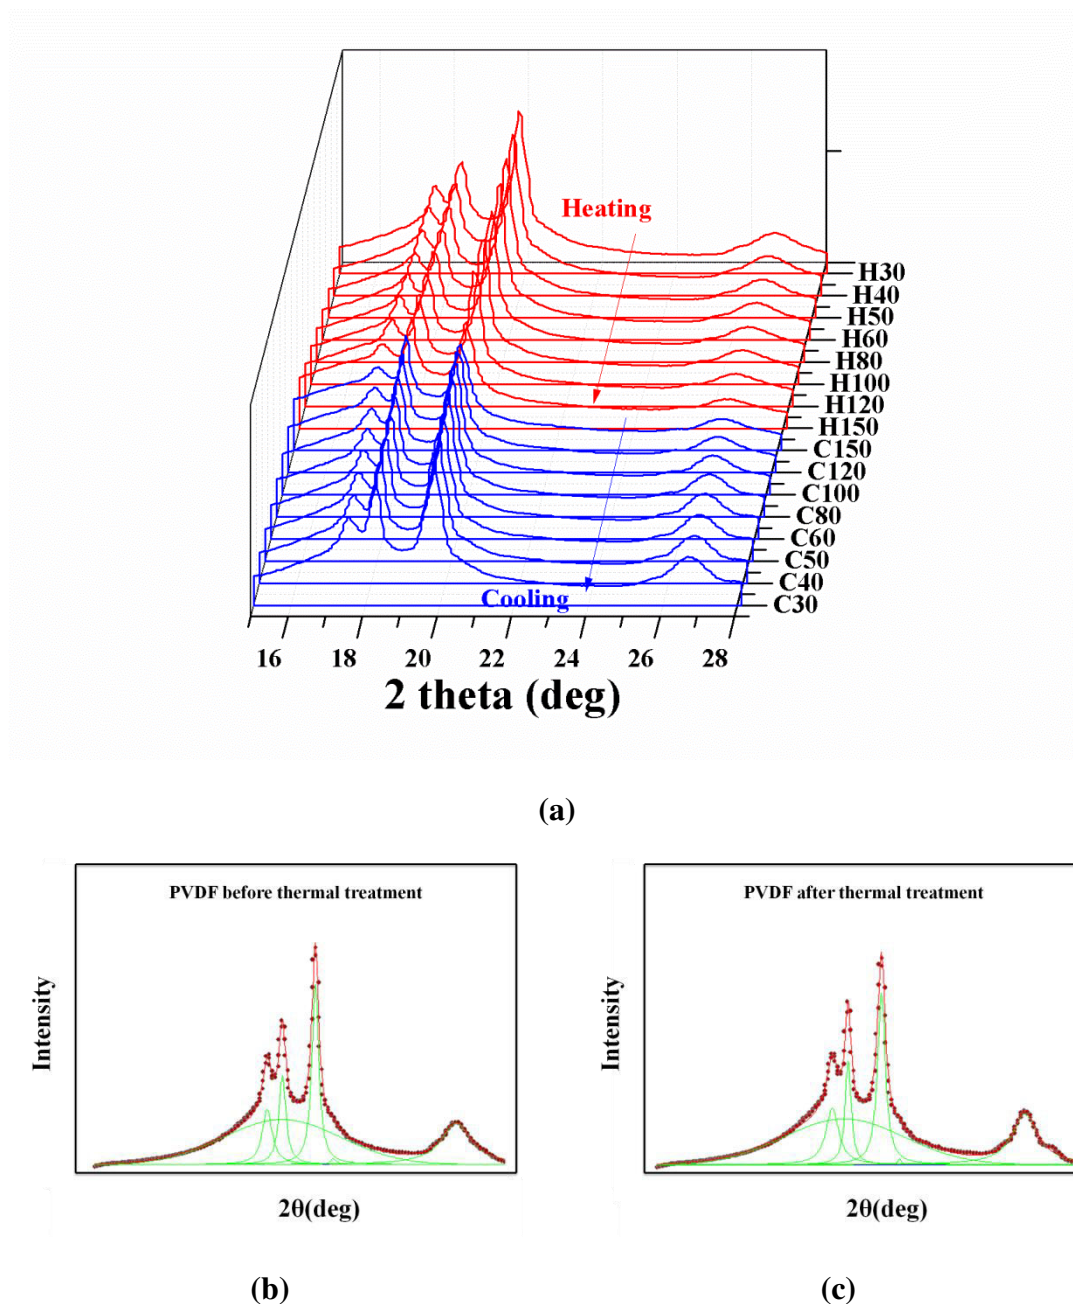 Heating
H30
H40
H50
H60
H80
H100
H120
H150
C150
C120
C100
C80
C60
C50
C40
C30
Cooling
16 18 20 22 24 26 28
2 theta (deg)
(a)
PVDF before thermal treatment
Intensity
2θ(deg)
(b)
PVDF after thermal treatment
Intensity
2θ(deg)
(c)